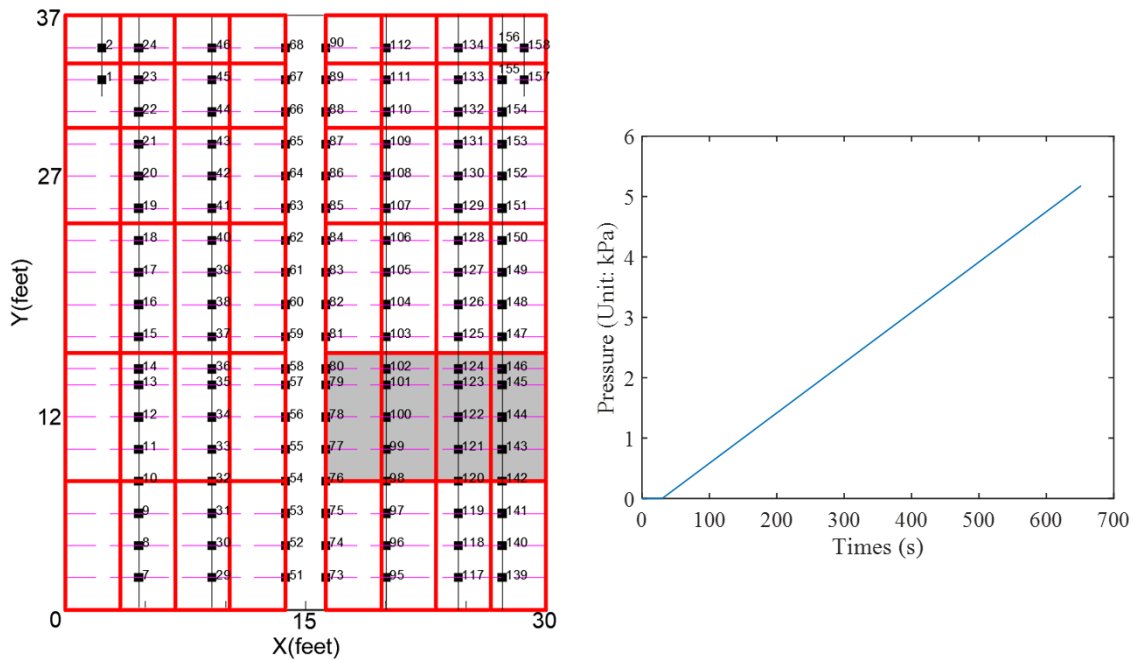 37
2 24 46 68 90 112 134 156 158
1 23 45 67 89 111 133 155 157
22 44 66 88 110 132 154
21 43 65 87 109 131 153
27 20 42 64 86 108 130 152
19 41 63 85 107 129 151
18 40 62 84 106 128 150
17 39 61 83 105 127 149
16 38 60 82 104 126 148
15 37 59 81 103 125 147
14 36 58 80 102 124 146
13 35 57 79 101 123 145
12 12 34 56 78 100 122 144
11 33 55 77 99 121 143
10 32 54 76 98 120 142
9 31 53 75 97 119 141
8 30 52 74 96 118 140
7 29 51 73 95 117 139
0 15 30
X(feet)
Y(feet)
6
5
4
3
2
1
0
0 100 200 300 400 500 600 700
Times (s)
Pressure (Unit: kPa)